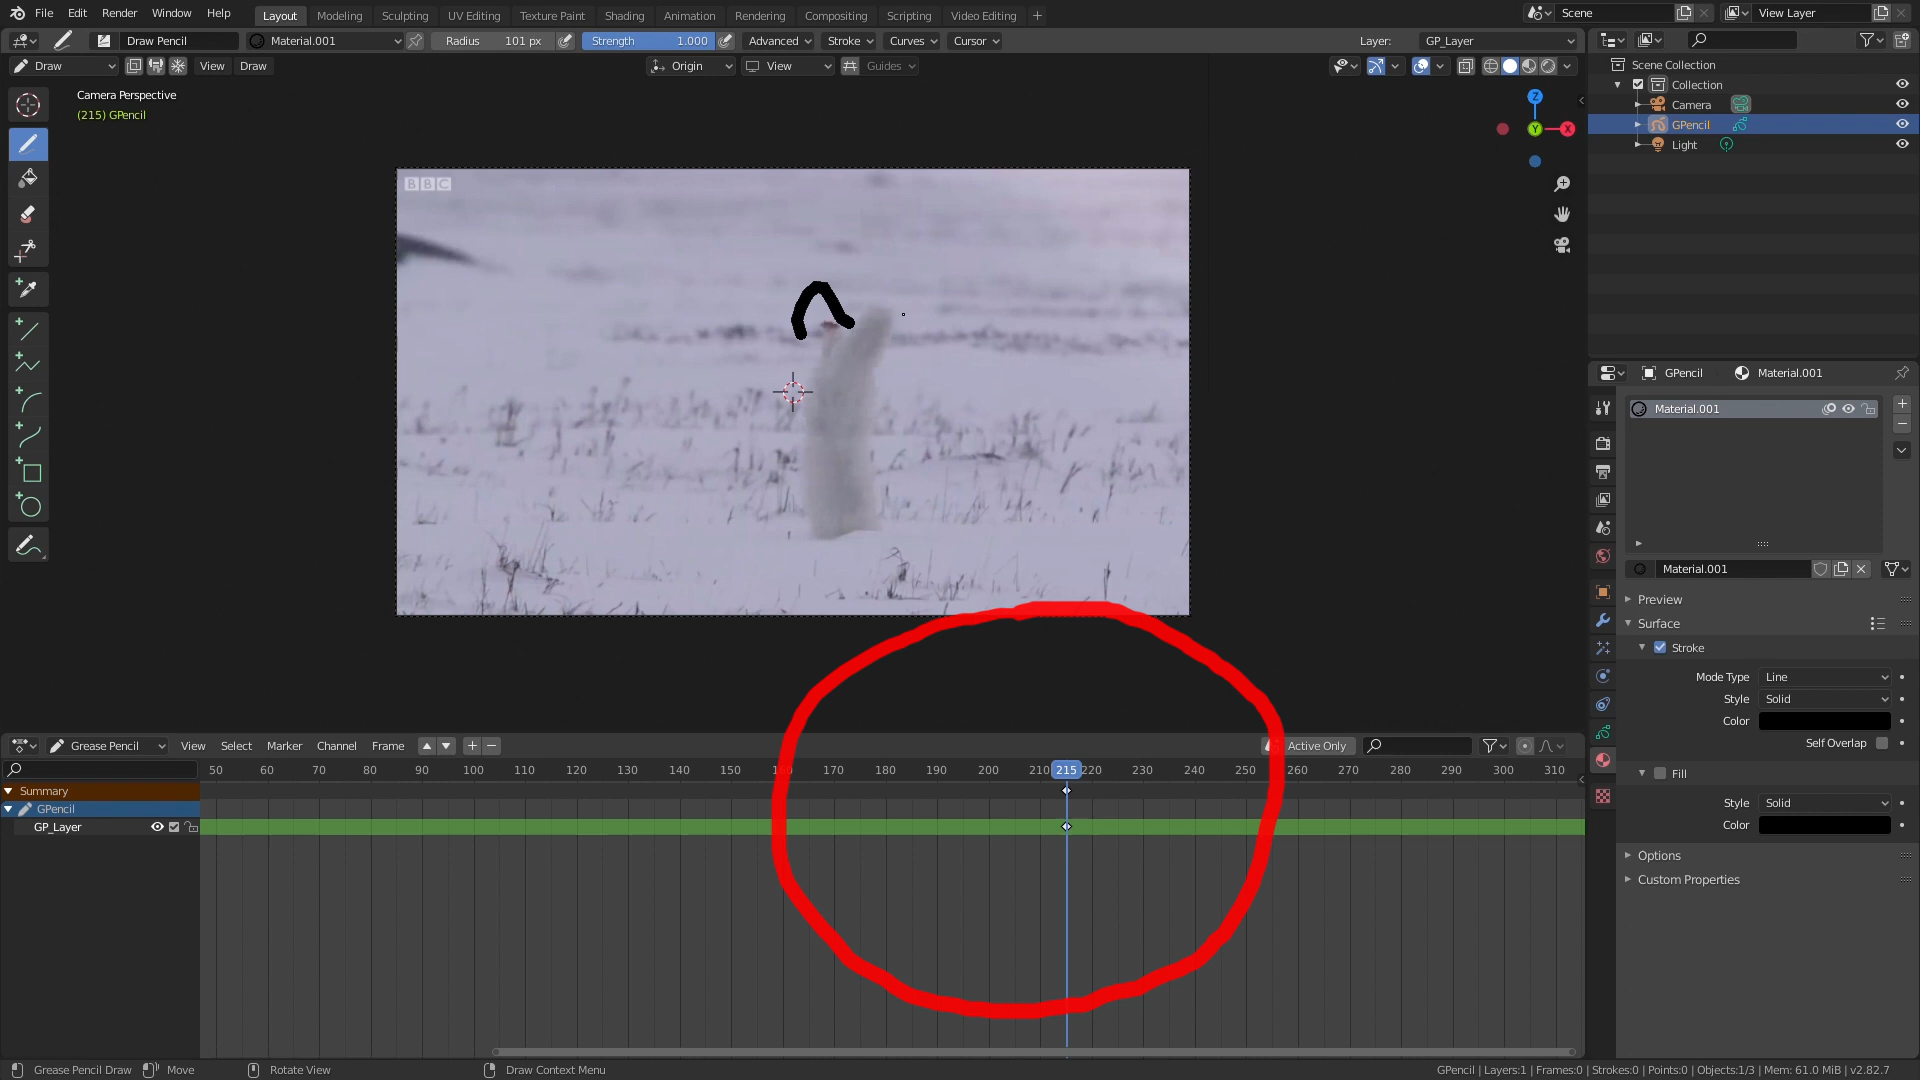 File Edit Render Window Help Layout Modeling Sculpting UV Editing Texture Paint Shading Animation Rendering Compositing Scripting Video Editing + Scene View Layer
Draw Pencil Material.001 Radius 101 px Strength 1.000 Advanced Stroke Curves Cursor Layer: GP_Layer
Draw View Draw Origin View Guides
Camera Perspective
(215) GPencil
Z
Y
X
BBC
Scene Collection
Collection
Camera
GPencil
Light
GPencil Material.001
Material.001
Material.001
Preview
Surface
Stroke
Mode Type Line
Style Solid
Color
Self Overlap
Fill
Style Solid
Color
Options
Custom Properties
Grease Pencil View Select Marker Channel Frame Active Only
50 60 70 80 90 100 110 120 130 140 150 160 170 180 190 200 210 215 220 230 240 250 260 270 280 290 300 310
Summary
GPencil
GP_Layer
Grease Pencil Draw Move Rotate View Draw Context Menu GPencil | Layers:1 | Frames:0 | Strokes:0 | Points:0 | Objects:1/3 | Mem: 61.0 MiB | v2.82.7